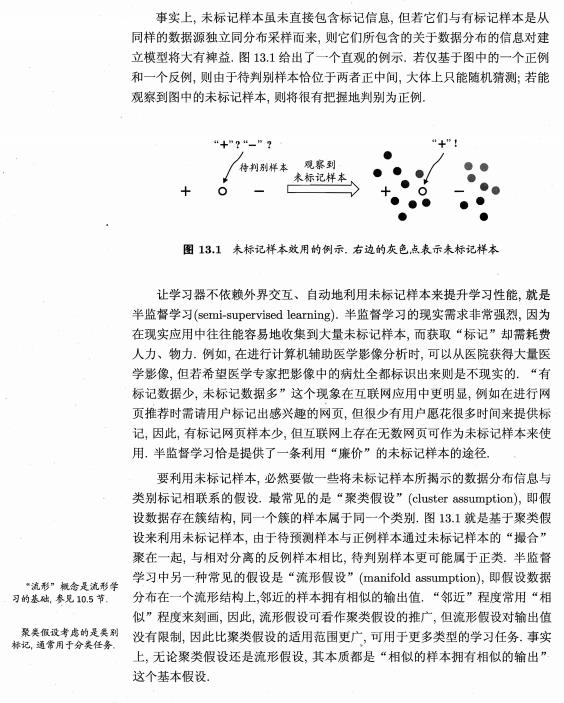 事实上, 未标记样本虽未直接包含标记信息, 但若它们与有标记样本是从
同样的数据源独立同分布采样而来, 则它们所包含的关于数据分布的信息对建
立模型将大有裨益. 图 13.1 给出了一个直观的例示. 若仅基于图中的一个正例
和一个反例, 则由于待判别样本恰位于两者正中间, 大体上只能随机猜测; 若能
观察到图中的未标记样本, 则将很有把握地判别为正例.
“+”? “−” ?
待判别样本
观察到
未标记样本
“+” !
+
−
+
−
图 13.1 未标记样本效用的例示. 右边的灰色点表示未标记样本
让学习器不依赖外界交互、自动地利用未标记样本来提升学习性能, 就是
半监督学习(semi-supervised learning). 半监督学习的现实需求非常强烈, 因为
在现实应用中往往能容易地收集到大量未标记样本, 而获取“标记”却需耗费
人力、物力. 例如, 在进行计算机辅助医学影像分析时, 可以从医院获得大量医
学影像, 但若希望医学专家把影像中的病灶全都标识出来则是不现实的. “有
标记数据少, 未标记数据多”这个现象在互联网应用中更明显, 例如在进行网
页推荐时需请用户标记出感兴趣的网页, 但很少有用户愿花很多时间来提供标
记, 因此, 有标记网页样本少, 但互联网上存在无数网页可作为未标记样本来使
用. 半监督学习恰是提供了一条利用“廉价”的未标记样本的途径.
要利用未标记样本, 必然要做一些将未标记样本所揭示的数据分布信息与
类别标记相联系的假设. 最常见的是“聚类假设”(cluster assumption), 即假
设数据存在簇结构, 同一个簇的样本属于同一个类别. 图 13.1 就是基于聚类假
设来利用未标记样本, 由于待预测样本与正例样本通过未标记样本的“撮合”
聚在一起, 与相对分离的反例样本相比, 待判别样本更可能属于正类. 半监督
学习中另一种常见的假设是“流形假设”(manifold assumption), 即假设数据
分布在一个流形结构上,邻近的样本拥有相似的输出值. “邻近”程度常用“相
似”程度来刻画, 因此, 流形假设可看作聚类假设的推广, 但流形假设对输出值
没有限制, 因此比聚类假设的适用范围更广, 可用于更多类型的学习任务. 事实
上, 无论聚类假设还是流形假设, 其本质都是“相似的样本拥有相似的输出”
这个基本假设.
“流形”概念是流形学
习的基础, 参见 10.5 节.
聚类假设考虑的是类别
标记, 通常用于分类任务.